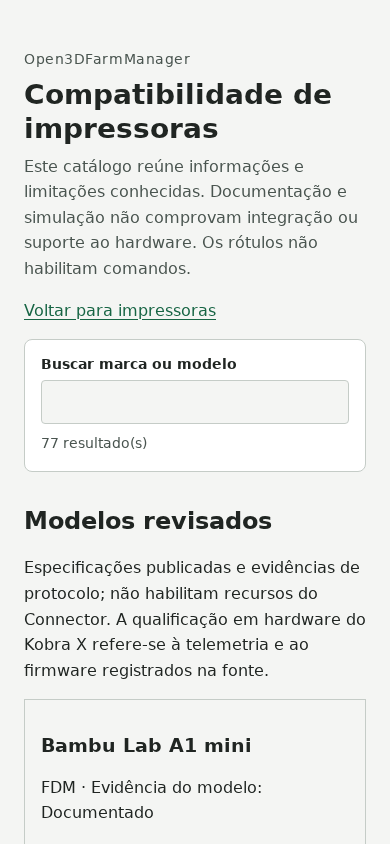 Open3DFarmManager
Compatibilidade de
impressoras
Este catálogo reúne informações e
limitações conhecidas. Documentação e
simulação não comprovam integração ou
suporte ao hardware. Os rótulos não
habilitam comandos.
Voltar para impressoras
Buscar marca ou modelo
77 resultado(s)
Modelos revisados
Especificações publicadas e evidências de
protocolo; não habilitam recursos do
Connector. A qualificação em hardware do
Kobra X refere-se à telemetria e ao
firmware registrados na fonte.
Bambu Lab A1 mini
FDM · Evidência do modelo:
Documentado